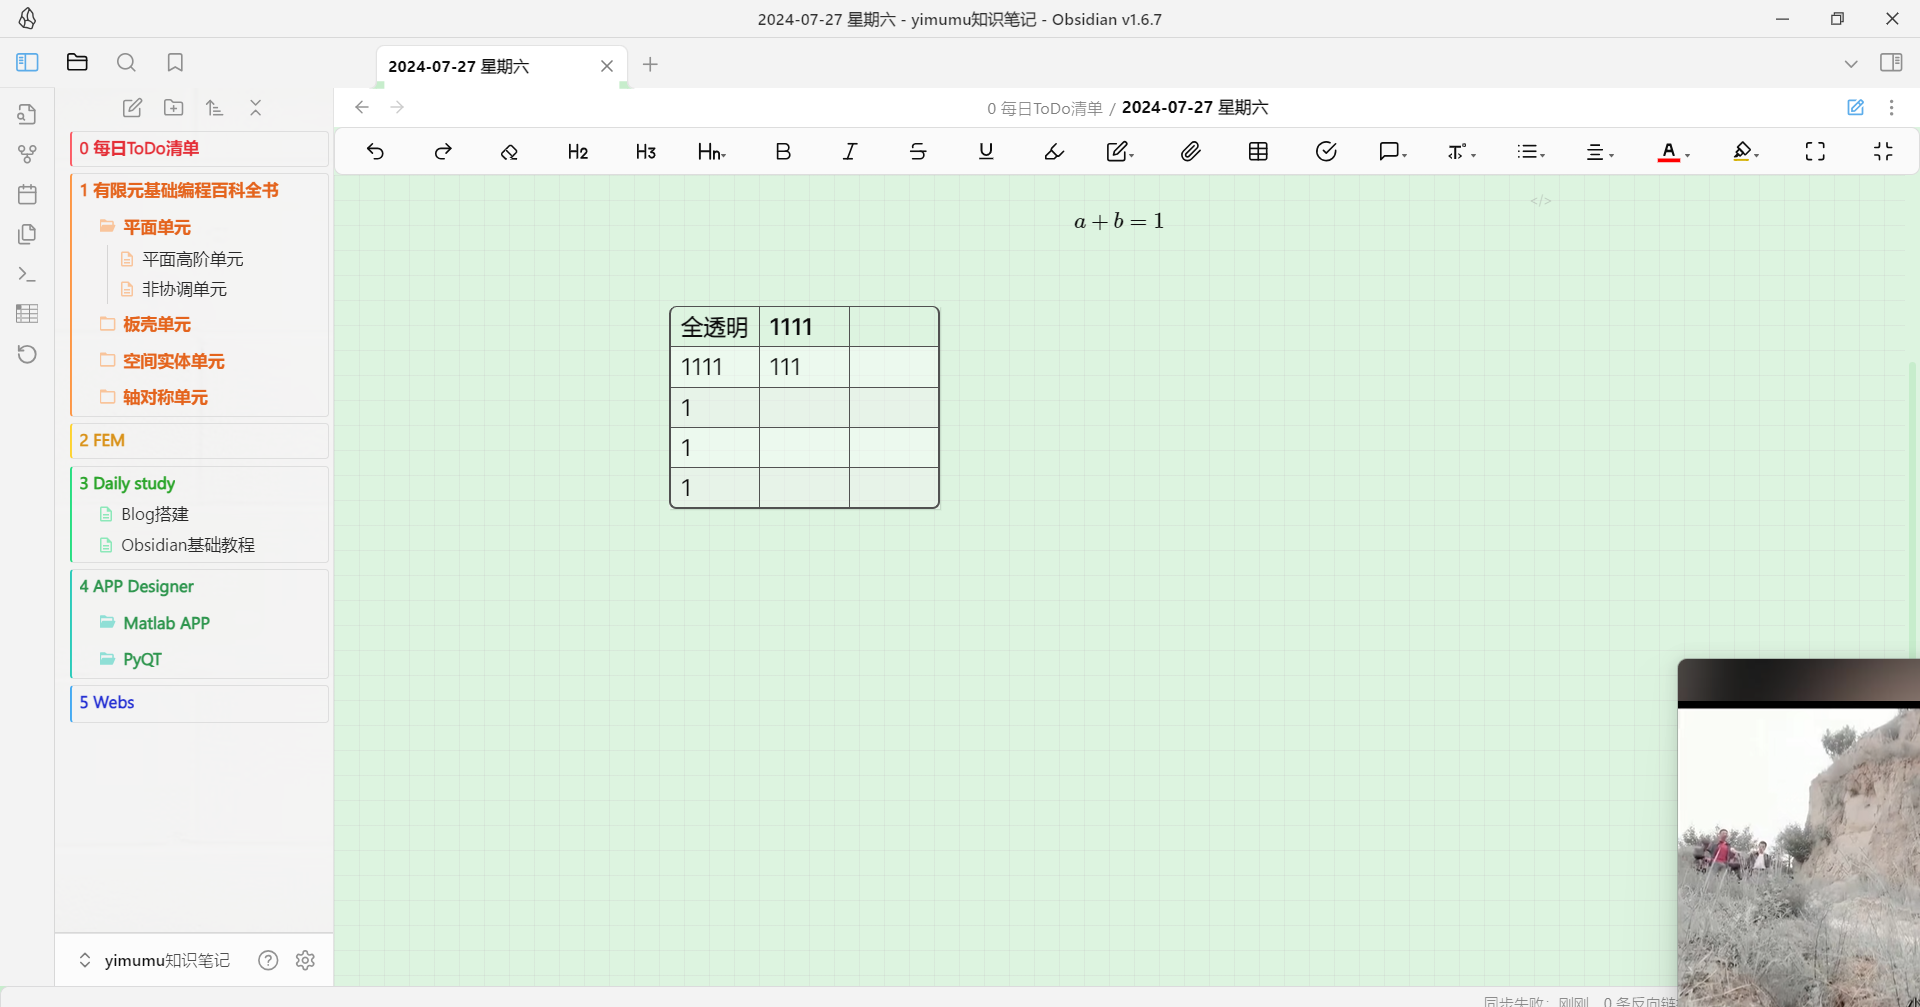 2024-07-27 星期六 - yimumu知识笔记 - Obsidian v1.6.7
2024-07-27 星期六
0 每日ToDo清单 / 2024-07-27 星期六
H2 H3 Hn B I S U T A
0 每日ToDo清单
1 有限元基础编程百科全书
平面单元
平面高阶单元
非协调单元
板壳单元
空间实体单元
轴对称单元
2 FEM
3 Daily study
Blog搭建
Obsidian基础教程
4 APP Designer
Matlab APP
PyQT
5 Webs
yimumu知识笔记
</>
a + b = 1
全透明 1111
1111 111
1
1
1
同步失败：刚刚 0 条反向链